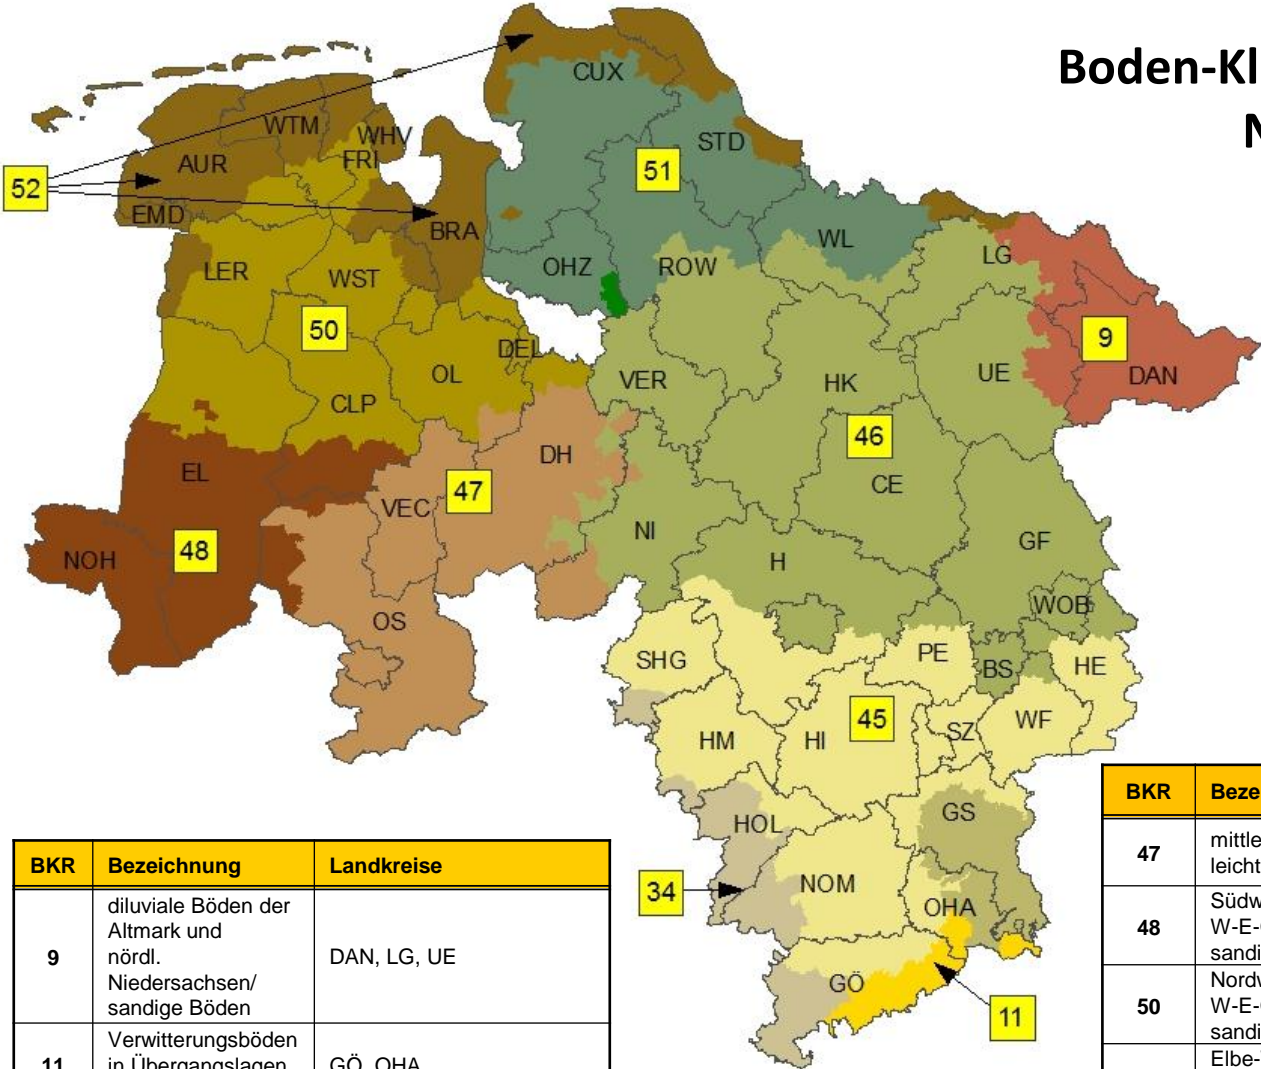 Boden-Kl
N
CUX
WTM
WHV
STD
AUR
FRI
51
52
EMD
BRA
WL
LG
LER
WST
OHZ
ROW
50
DEL
9
OL
VER
HK
UE
DAN
CLP
46
EL
DH
47
CE
VEC
NI
GF
NOH
48
H
WOB
OS
SHG
PE
BS
HE
45
HM
HI
SZ
WF
HOL
GS
34
NOM
OHA
GÖ
11
BKR Bezeichnung Landkreise
9 diluviale Böden der
Altmark und
nördl.
Niedersachsen/
sandige Böden
DAN, LG, UE
11 Verwitterungsböden
in Übergangslagen
GÖ, OHA
BKR Beze
47 mittle
leicht
48 Südw
W-E-
sandi
50 Nordw
W-E-
sandi
Elbe-